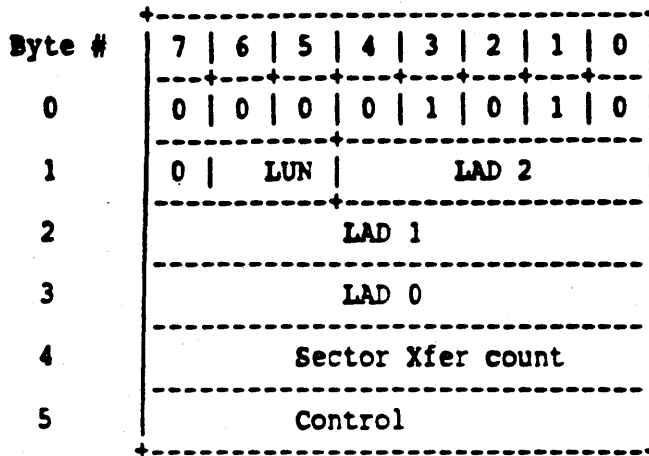 Byte # | 7 | 6 | 5 | 4 | 3 | 2 | 1 | 0
0 | 0 | 0 | 0 | 0 | 1 | 0 | 1 | 0
1 | 0 | LUN | LAD 2
2 | LAD 1
3 | LAD 0
4 | Sector Xfer count
5 | Control